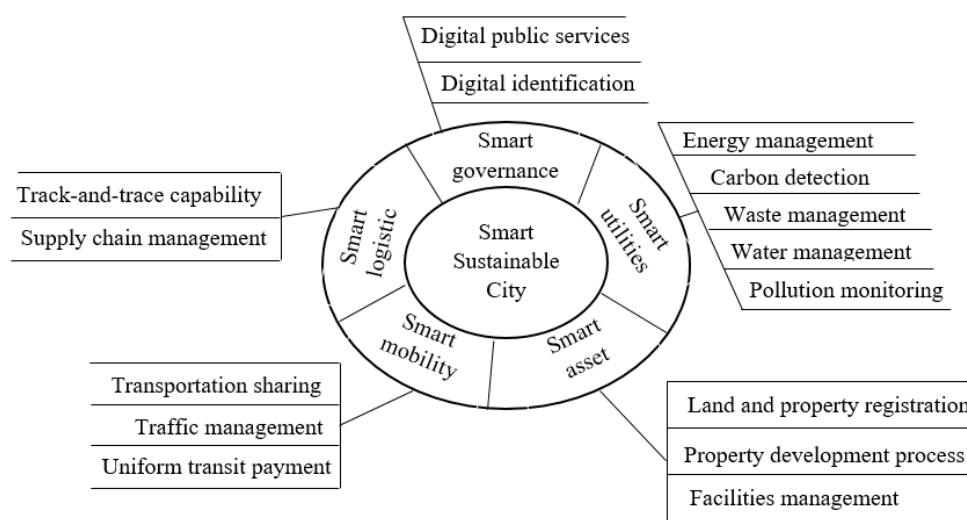 Digital public services
Digital identification
Smart
governance
Energy management
Carbon detection
Waste management
Water management
Pollution monitoring
Smart
utilities
Track-and-trace capability
Supply chain management
Smart
logistic
Smart
Sustainable
City
Smart
mobility
Smart
asset
Transportation sharing
Traffic management
Uniform transit payment
Land and property registration
Property development process
Facilities management